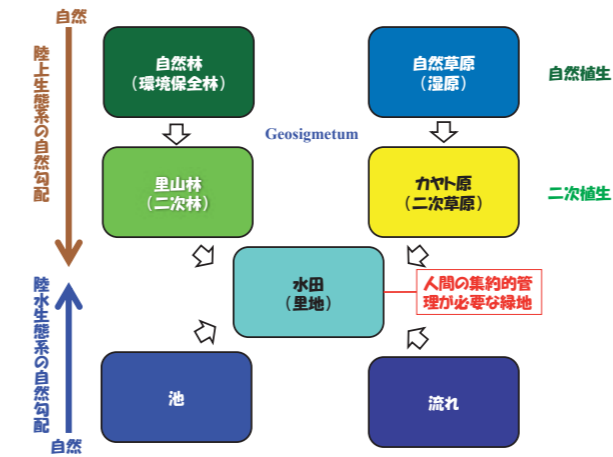 自然
陸上生態系の自然勾配
自然林
(環境保全林)
自然草原
(湿原)
自然植生
Geosigmetum
里山林
(二次林)
カヤト原
(二次草原)
二次植生
水田
(里地)
人間の集約的管
理が必要な緑地
陸水生態系の自然勾配
池
流れ
自然